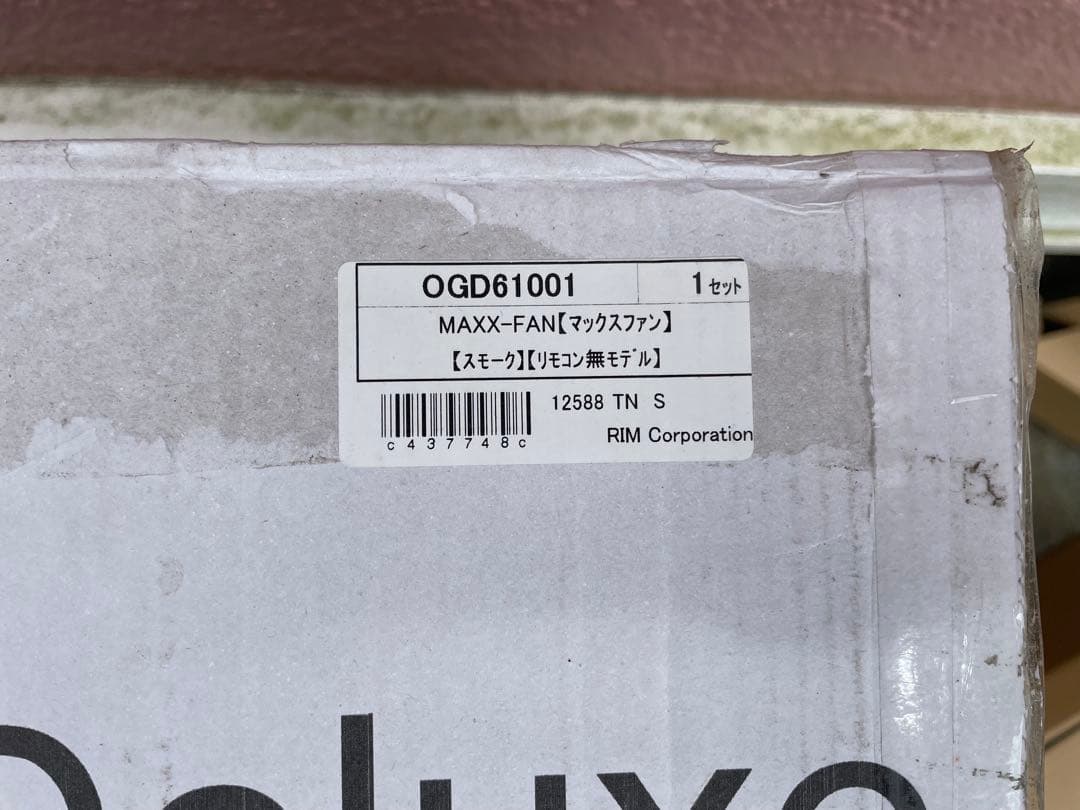 OGD61001 1セット
MAXX-FAN【マックスファン】
【スモーク】【リモコン無モデル】
12588 TN S
c437748c
RIM Corporation
Deluxe